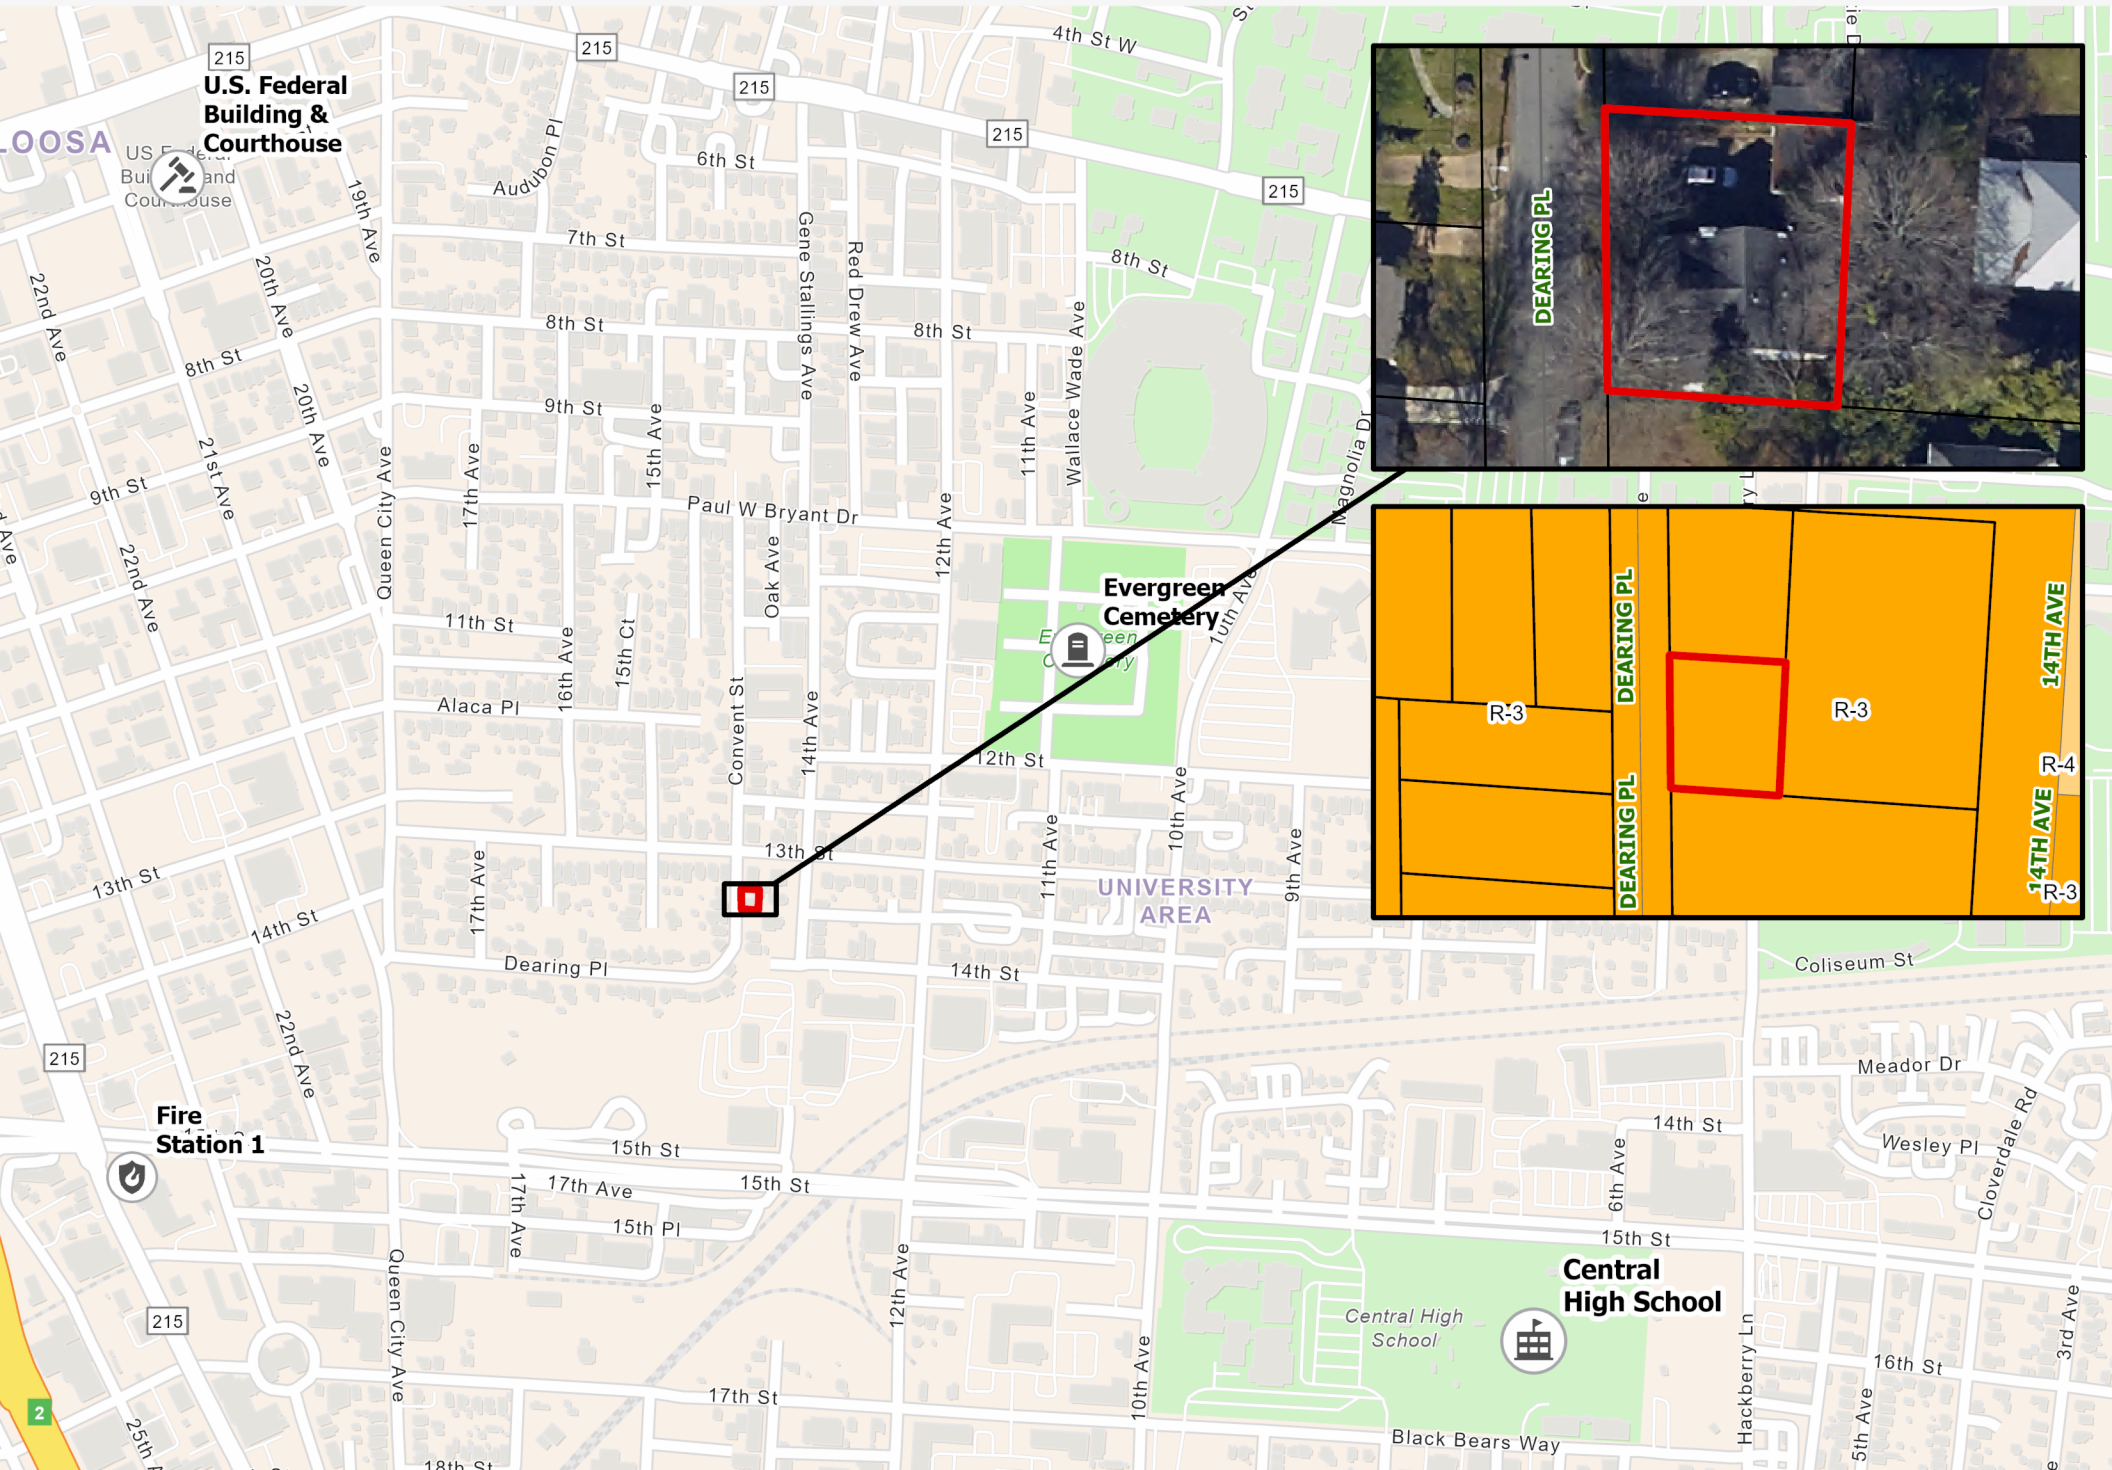 4th St W
215
215
215
215
215
U.S. Federal
Building &
Courthouse
LOOSA
US Federal
Building and
Courthouse
Audubon Pl
6th St
19th Ave
7th St
Gene Stallings Ave
Red Drew Ave
8th St
20th Ave
22nd Ave
8th St
8th St
8th St
Wallace Wade Ave
20th Ave
9th St
15th Ave
11th Ave
Magnolia Dr
21st Ave
Queen City Ave
17th Ave
9th St
Paul W Bryant Dr
12th Ave
22nd Ave
Oak Ave
Evergreen
Cemetery
Evergreen
Cemetery
10th Ave
11th St
15th Ct
16th Ave
Alaca Pl
Convent St
14th Ave
12th St
10th Ave
13th St
11th Ave
9th Ave
13th St
17th Ave
UNIVERSITY
AREA
14th St
Dearing Pl
14th St
22nd Ave
215
Fire
Station 1
15th St
15th St
17th Ave
17th Ave
15th Pl
Queen City Ave
12th Ave
215
10th Ave
17th St
2
25th A
18th St
DEARING PL
DEARING PL
DEARING PL
R-3
R-3
14TH AVE
R-4
14TH AVE
R-3
Coliseum St
Meador Dr
14th St
6th Ave
Wesley Pl
Cloverdale Rd
15th St
Central
High School
Central High
School
Hackberry Ln
3rd Ave
16th St
5th Ave
Black Bears Way